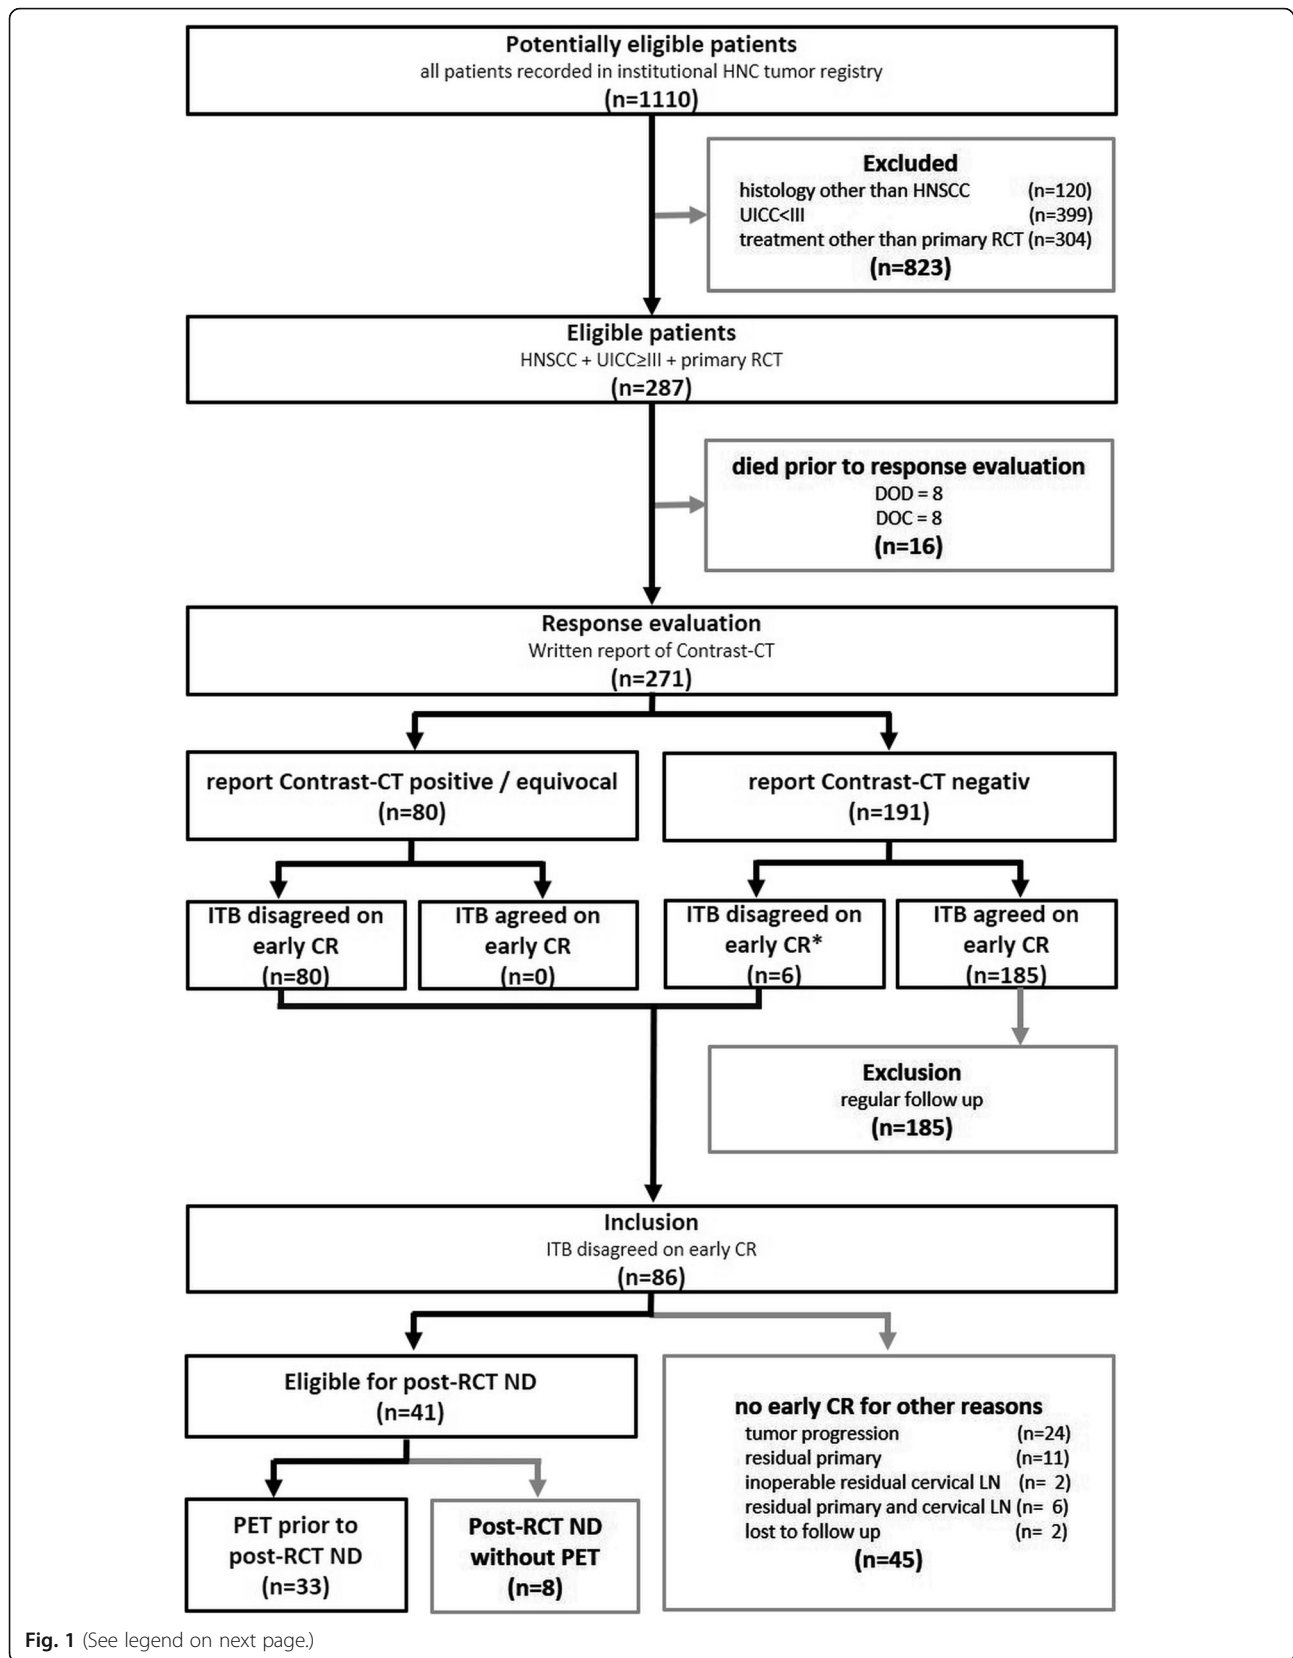 Potentially eligible patients
all patients recorded in institutional HNC tumor registry
(n=1110)
Excluded
histology other than HNSCC (n=120)
UICC<III (n=399)
treatment other than primary RCT (n=304)
(n=823)
Eligible patients
HNSCC + UICC≥III + primary RCT
(n=287)
died prior to response evaluation
DOD = 8
DOC = 8
(n=16)
Response evaluation
Written report of Contrast-CT
(n=271)
report Contrast-CT positive / equivocal
(n=80)
report Contrast-CT negativ
(n=191)
ITB disagreed on
early CR
(n=80)
ITB agreed on
early CR
(n=0)
ITB disagreed on
early CR*
(n=6)
ITB agreed on
early CR
(n=185)
Exclusion
regular follow up
(n=185)
Inclusion
ITB disagreed on early CR
(n=86)
Eligible for post-RCT ND
(n=41)
no early CR for other reasons
tumor progression (n=24)
residual primary (n=11)
inoperable residual cervical LN (n= 2)
residual primary and cervical LN (n= 6)
lost to follow up (n= 2)
(n=45)
PET prior to
post-RCT ND
(n=33)
Post-RCT ND
without PET
(n=8)
Fig. 1 (See legend on next page.)